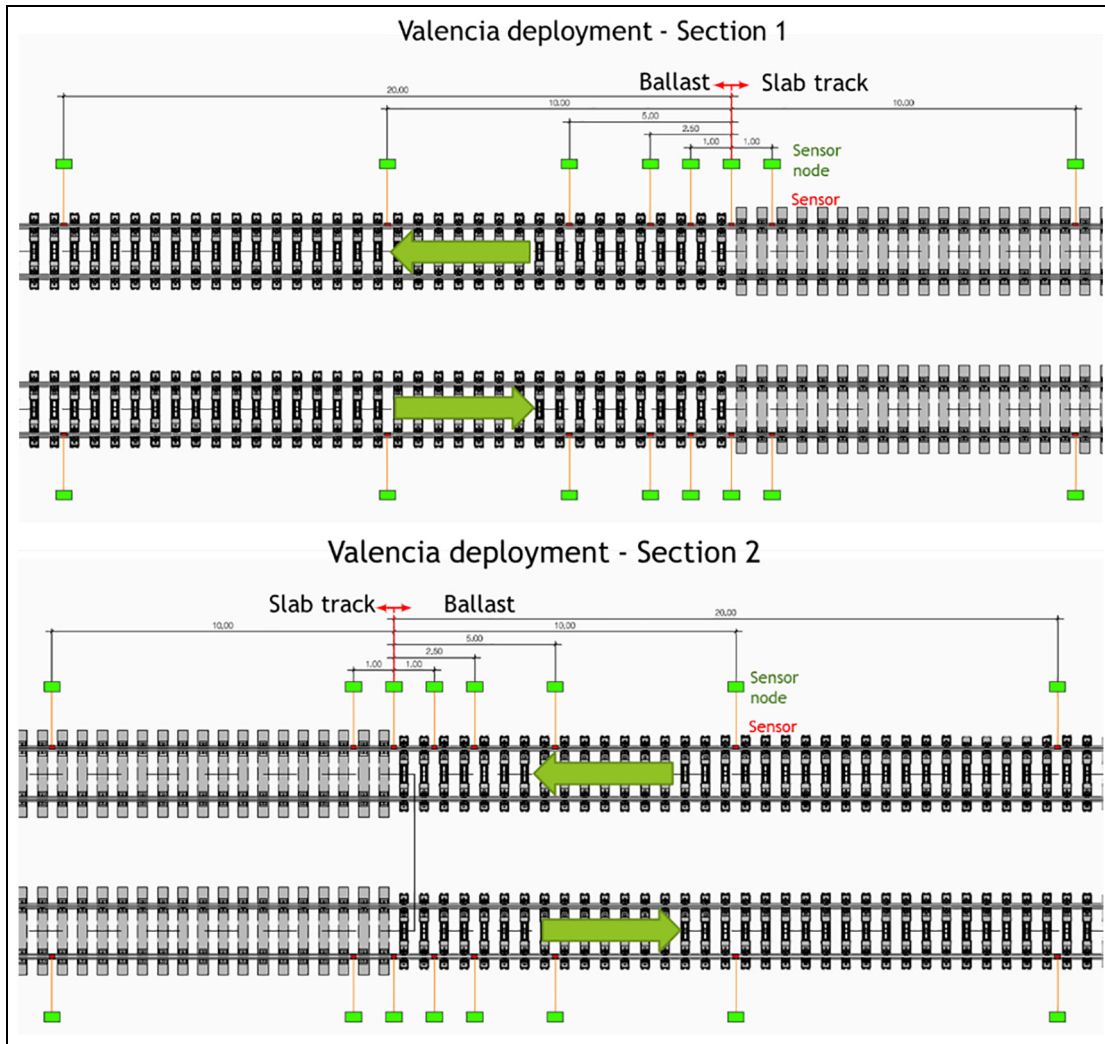 Valencia deployment - Section 1
Ballast Slab track
20.00
10.00 10.00
5.00
2.50
1.00 1.00
Sensor
node
Sensor
Valencia deployment - Section 2
Slab track Ballast
20.00
10.00 10.00
5.00
2.50
1.00 1.00
Sensor
node
Sensor